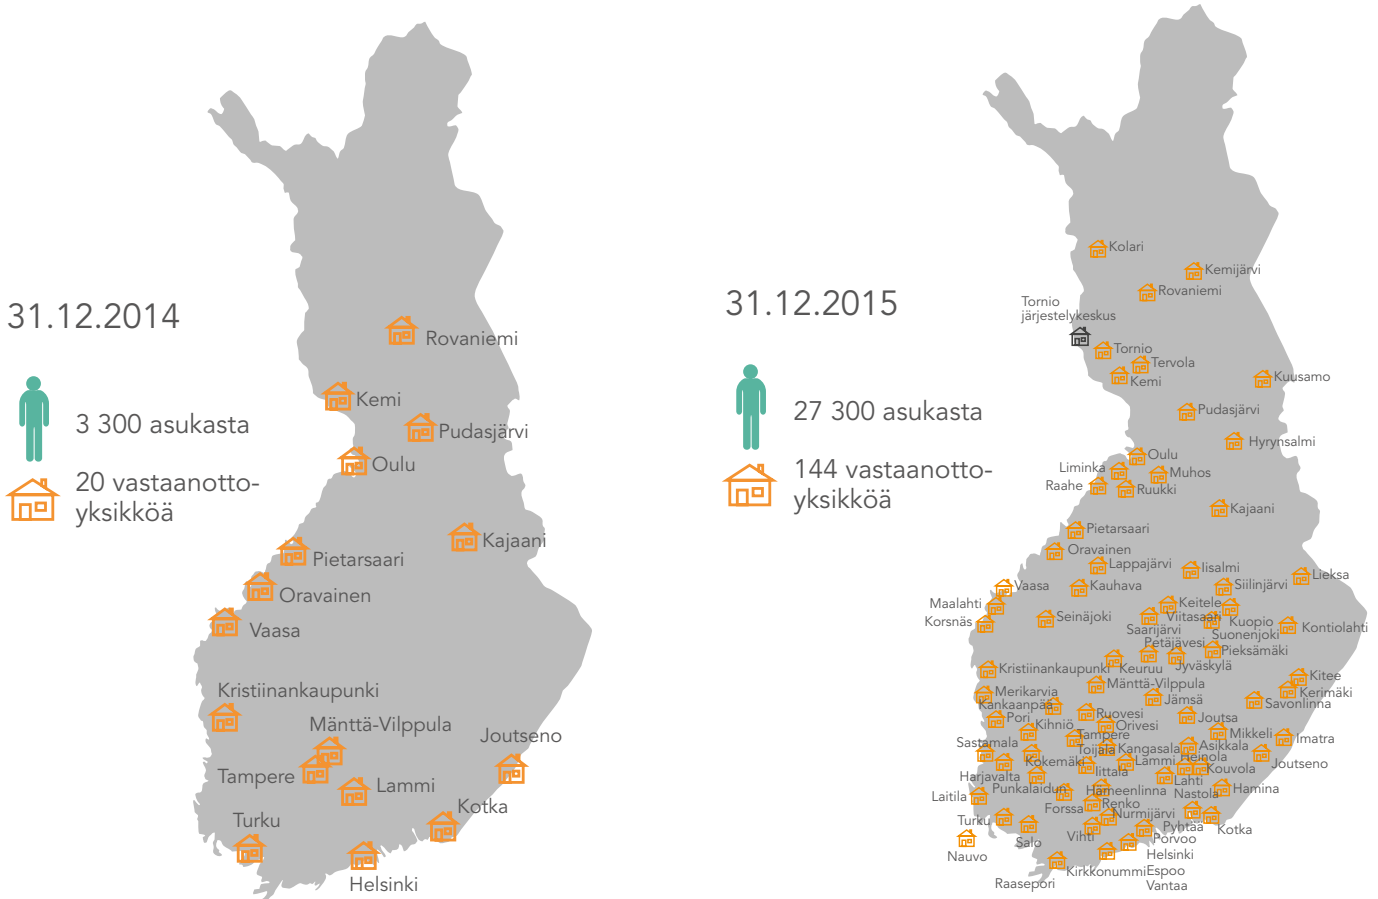 31.12.2014
3 300 asukasta
20 vastaanotto-
yksikköä
Rovaniemi
Kemi
Pudasjärvi
Oulu
Kajaani
Pietarsaari
Oravainen
Vaasa
Kristiinankaupunki
Mänttä-Vilppula
Joutseno
Tampere
Lammi
Kotka
Turku
Helsinki
31.12.2015
27 300 asukasta
144 vastaanotto-
yksikköä
Kolari
Kemijärvi
Rovaniemi
Tornio
järjestelykeskus
Tornio
Tervola
Kemi
Kuusamo
Pudasjärvi
Hyrynsalmi
Oulu
Liminka
Muhos
Raahe
Ruukki
Kajaani
Pietarsaari
Oravainen
Lappajärvi
Iisalmi
Lieksa
Vaasa
Kauhava
Siilinjärvi
Maalahti
Keitele
Korsnäs
Seinäjoki
Viitasaari
Kuopio
Saarijärvi
Suonenjoki
Kontiolahti
Petäjävesi
Pieksämäki
Kristiinankaupunki
Keuruu
Jyväskylä
Kitee
Mänttä-Vilppula
Kerimäki
Merikarvia
Jämsä
Savonlinna
Kankaanpää
Pori
Ruovesi
Joutsa
Kihniö
Orivesi
Mikkeli
Imatra
Tampere
Sastamala
Toijala
Kangasala
Asikkala
Heinola
Joutseno
Kokemäki
Lammi
Kouvola
Harjavalta
Iittala
Lahti
Punkalaidun
Hämeenlinna
Nastola
Hamina
Laitila
Forssa
Renko
Turku
Nurmijärvi
Pyhtää
Kotka
Salo
Vihti
Porvoo
Nauvo
Helsinki
Kirkkonummi
Espoo
Raasepori
Vantaa